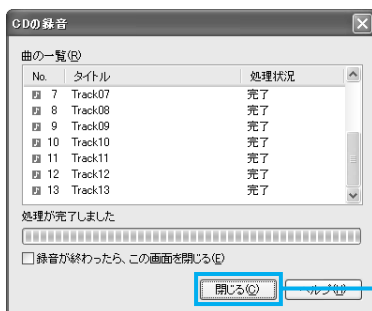 CDの録音
曲の一覧(R)
No. タイトル 処理状況
7 Track07 完了
8 Track08 完了
9 Track09 完了
10 Track10 完了
11 Track11 完了
12 Track12 完了
13 Track13 完了
処理が完了しました
録音が終わったら、この画面を閉じる(E)
閉じる(C) ヘルプ(H)